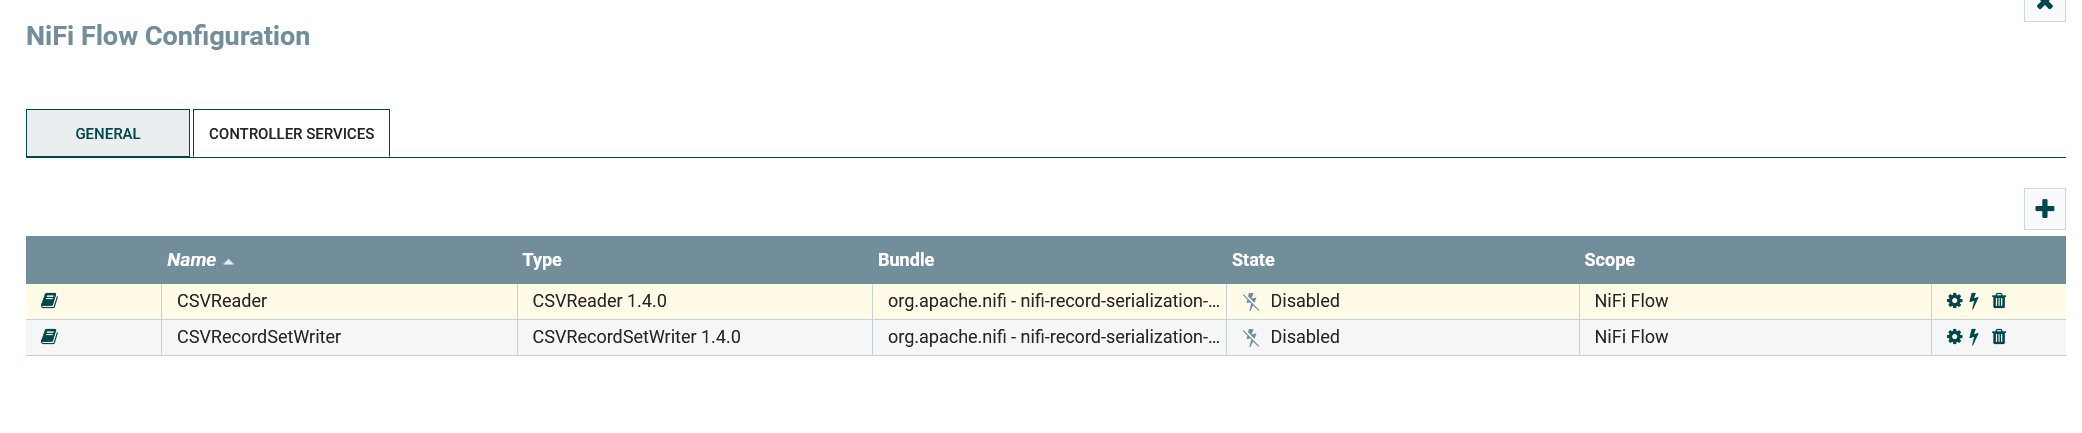 NiFi Flow Configuration
GENERAL CONTROLLER SERVICES
Name Type Bundle State Scope
CSVReader CSVReader 1.4.0 org.apache.nifi - nifi-record-serialization-... Disabled NiFi Flow
CSVRecordSetWriter CSVRecordSetWriter 1.4.0 org.apache.nifi - nifi-record-serialization-... Disabled NiFi Flow